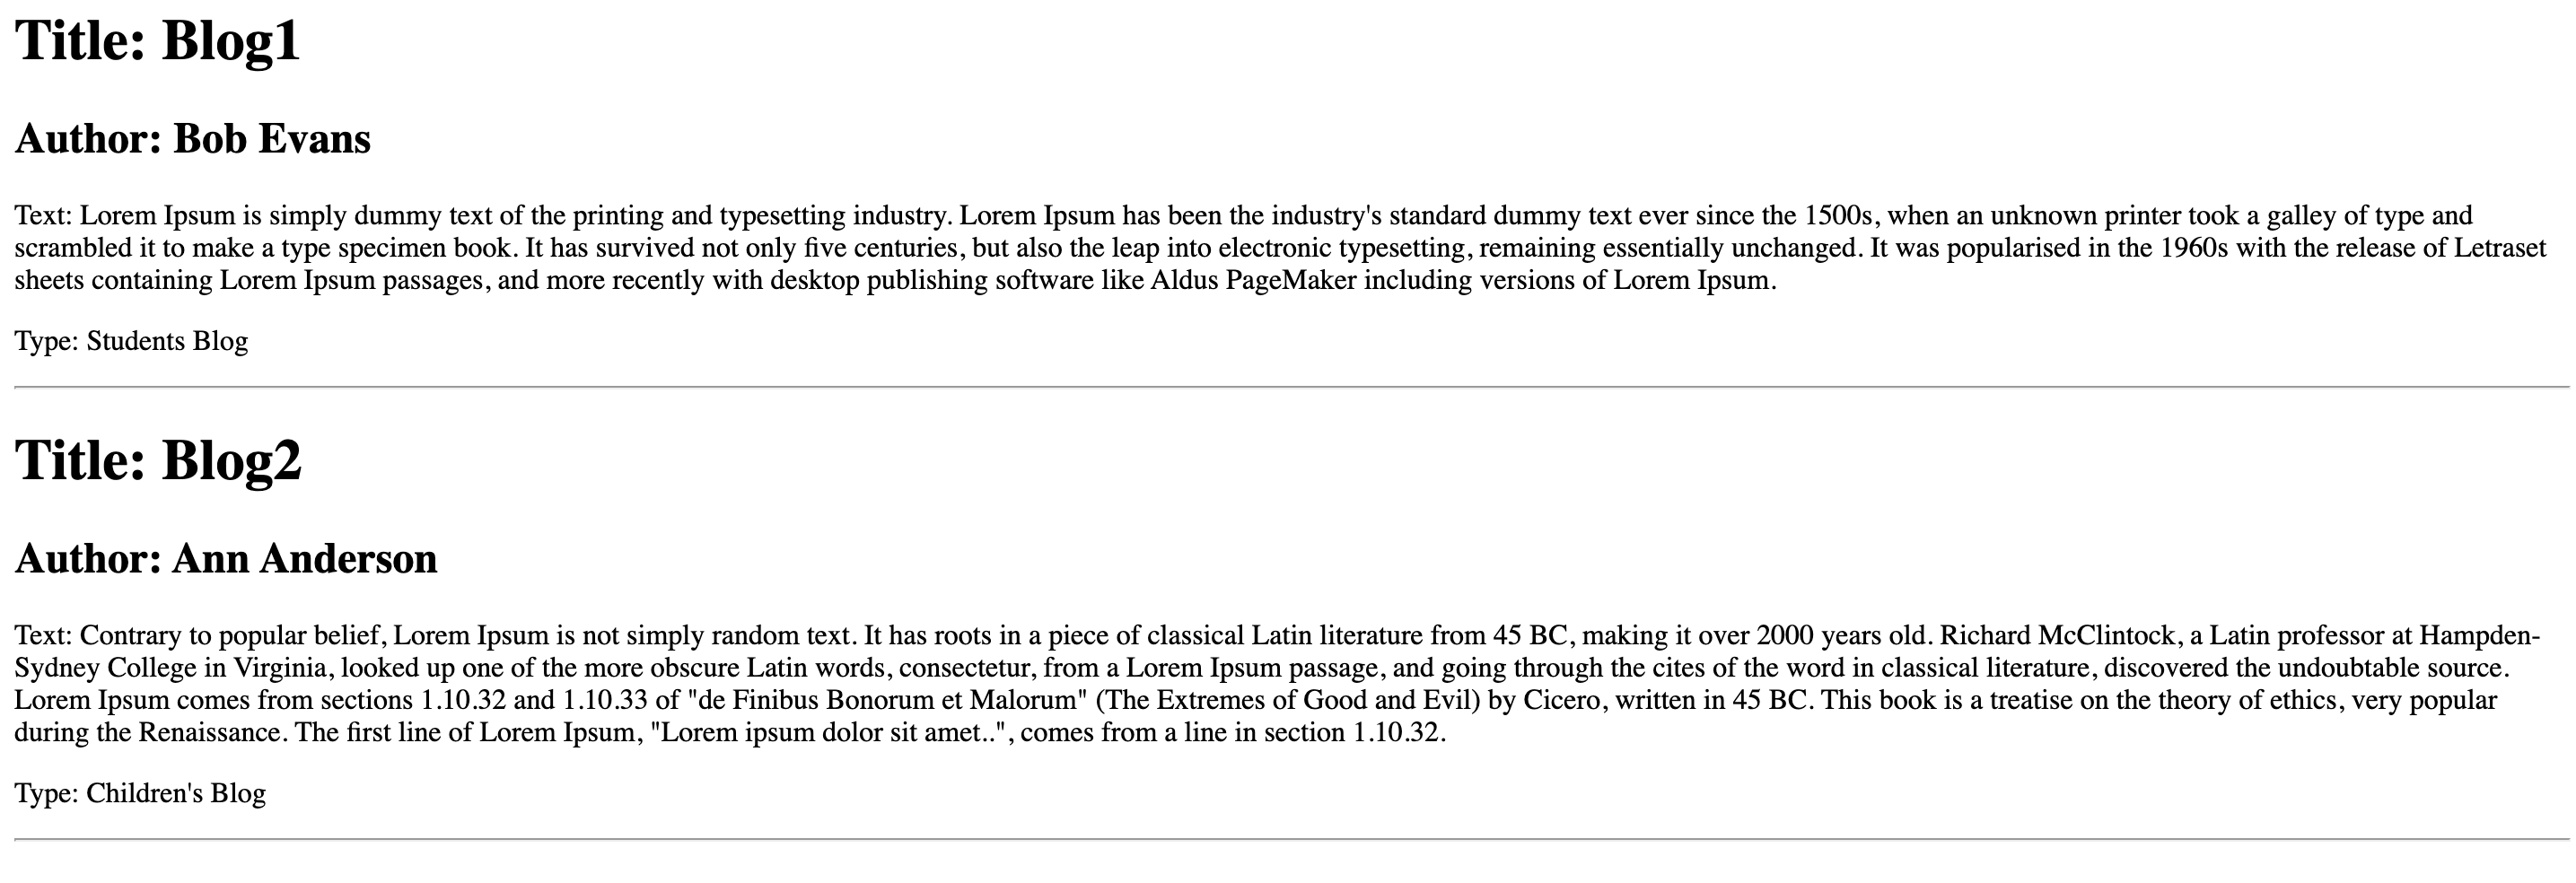 Title: Blog1
Author: Bob Evans
Text: Lorem Ipsum is simply dummy text of the printing and typesetting industry. Lorem Ipsum has been the industry's standard dummy text ever since the 1500s, when an unknown printer took a galley of type and
scrambled it to make a type specimen book. It has survived not only five centuries, but also the leap into electronic typesetting, remaining essentially unchanged. It was popularised in the 1960s with the release of Letraset
sheets containing Lorem Ipsum passages, and more recently with desktop publishing software like Aldus PageMaker including versions of Lorem Ipsum.
Type: Students Blog
Title: Blog2
Author: Ann Anderson
Text: Contrary to popular belief, Lorem Ipsum is not simply random text. It has roots in a piece of classical Latin literature from 45 BC, making it over 2000 years old. Richard McClintock, a Latin professor at Hampden-
Sydney College in Virginia, looked up one of the more obscure Latin words, consectetur, from a Lorem Ipsum passage, and going through the cites of the word in classical literature, discovered the undoubtable source.
Lorem Ipsum comes from sections 1.10.32 and 1.10.33 of "de Finibus Bonorum et Malorum" (The Extremes of Good and Evil) by Cicero, written in 45 BC. This book is a treatise on the theory of ethics, very popular
during the Renaissance. The first line of Lorem Ipsum, "Lorem ipsum dolor sit amet..", comes from a line in section 1.10.32.
Type: Children's Blog